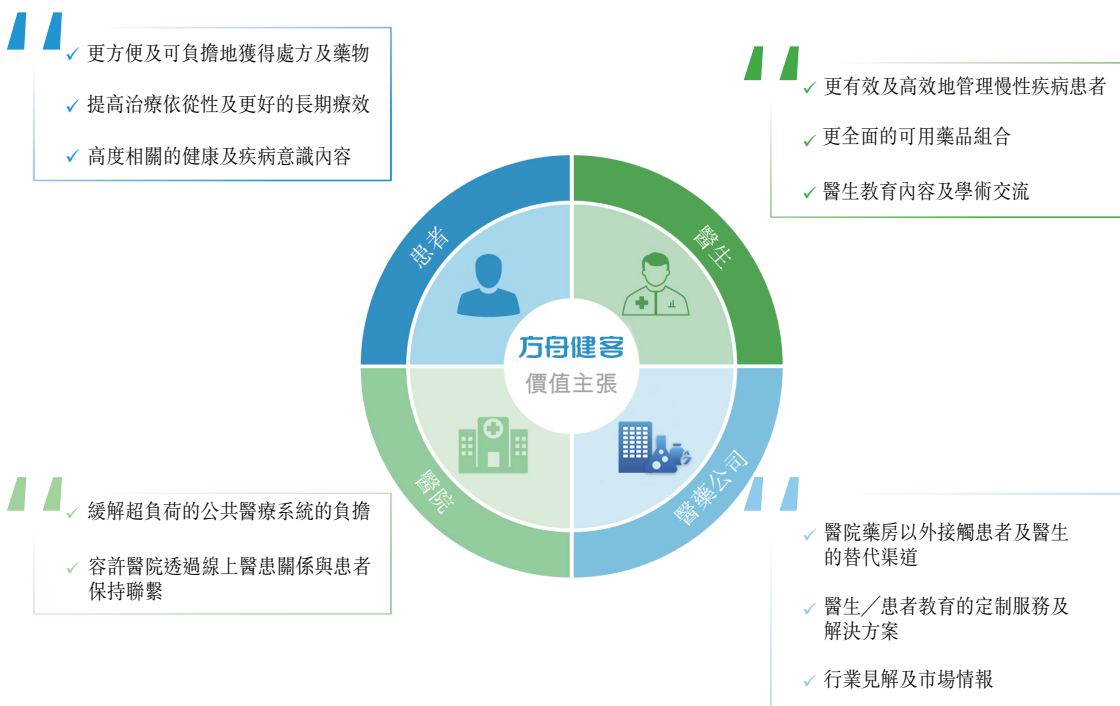 更方便及可負擔地獲得處方及藥物
提高治療依從性及更好的長期療效
高度相關的健康及疾病意識內容
更有效及高效地管理慢性疾病患者
更全面的可用藥品組合
醫生教育內容及學術交流
患者
醫生
方舟健客
價值主張
醫院
醫藥公司
緩解超負荷的公共醫療系統的負擔
容許醫院透過線上醫患關係與患者
保持聯繫
醫院藥房以外接觸患者及醫生
的替代渠道
醫生／患者教育的定制服務及
解決方案
行業見解及市場情報